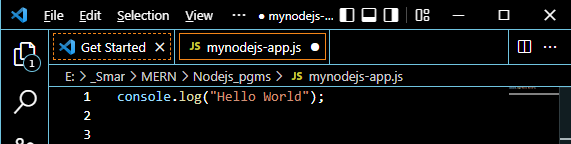 File Edit Selection ··· ● mynodejs-...
Get Started × JS mynodejs-app.js ● ···
1
E: > _Smar > MERN > Nodejs_pgms > JS mynodejs-app.js
1 console.log("Hello World");
2
3